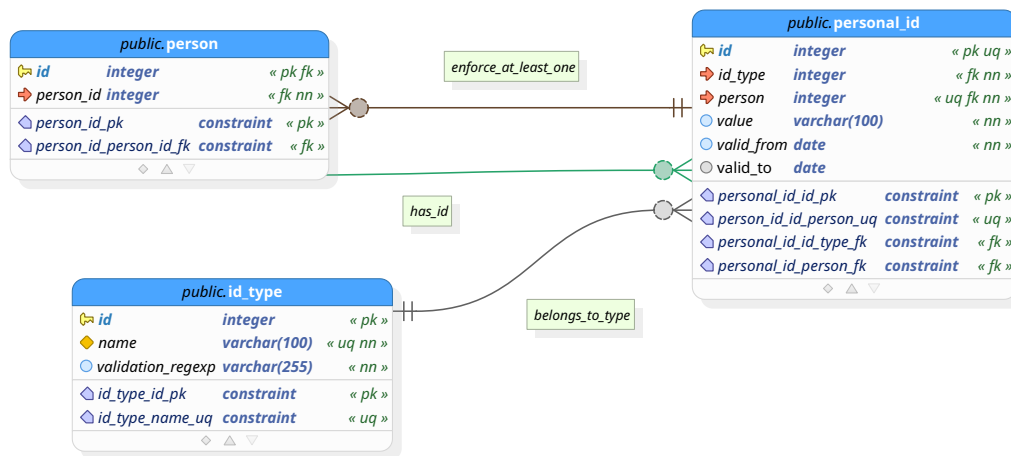 public.person
id integer « pk fk »
person_id integer « fk nn »
person_id_pk constraint « pk »
person_id_person_id_fk constraint « fk »
enforce_at_least_one
public.personal_id
id integer « pk uq »
id_type integer « fk nn »
person integer « uq fk nn »
value varchar(100) « nn »
valid_from date « nn »
valid_to date
personal_id_id_pk constraint « pk »
person_id_id_person_uq constraint « uq »
personal_id_id_type_fk constraint « fk »
personal_id_person_fk constraint « fk »
has_id
public.id_type
id integer « pk »
name varchar(100) « uq nn »
validation_regexp varchar(255) « nn »
id_type_id_pk constraint « pk »
id_type_name_uq constraint « uq »
belongs_to_type